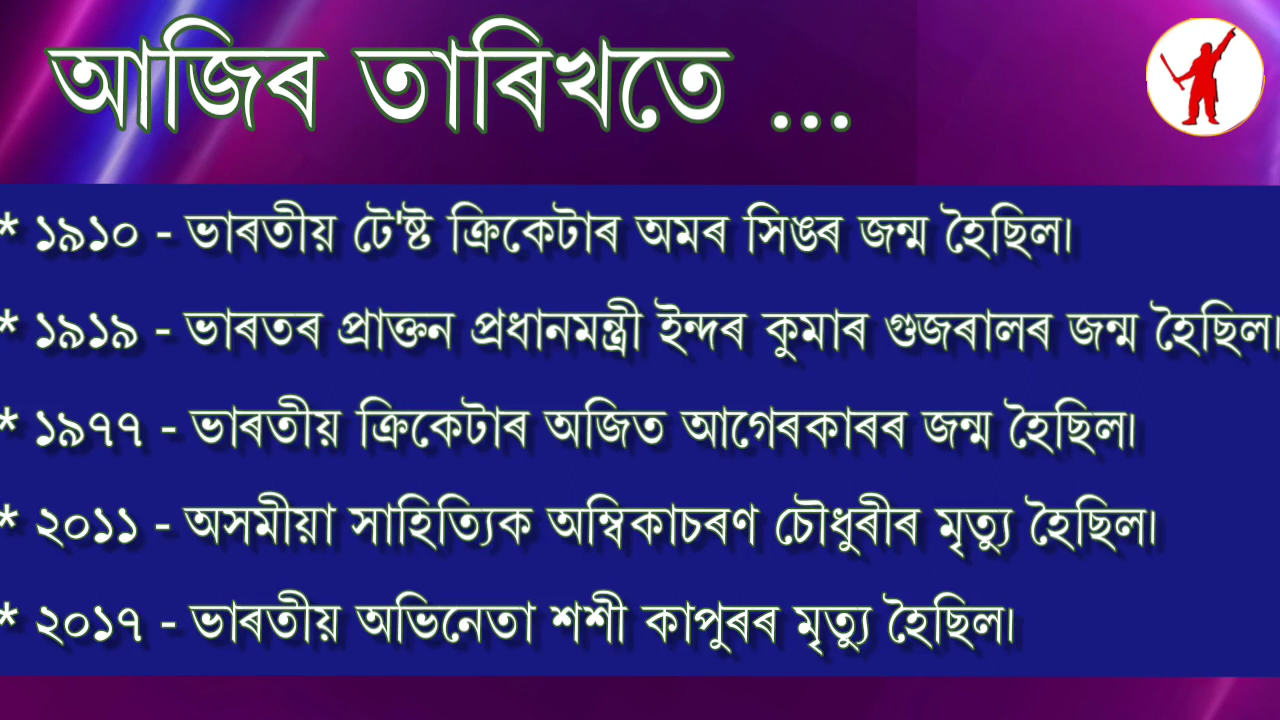 আজিৰ তাৰিখতে ...
* ১৯১০ - ভাৰতীয় টে'ষ্ট ক্ৰিকেটাৰ অমৰ সিঙৰ জন্ম হৈছিল।
* ১৯১৯ - ভাৰতৰ প্ৰাক্তন প্ৰধানমন্ত্ৰী ইন্দৰ কুমাৰ গুজৰালৰ জন্ম হৈছিল।
* ১৯৭৭ - ভাৰতীয় ক্ৰিকেটাৰ অজিত আগেৰকাৰৰ জন্ম হৈছিল।
* ২০১১ - অসমীয়া সাহিত্যিক অম্বিকাচৰণ চৌধুৰীৰ মৃত্যু হৈছিল।
* ২০১৭ - ভাৰতীয় অভিনেতা শশী কাপুৰৰ মৃত্যু হৈছিল।